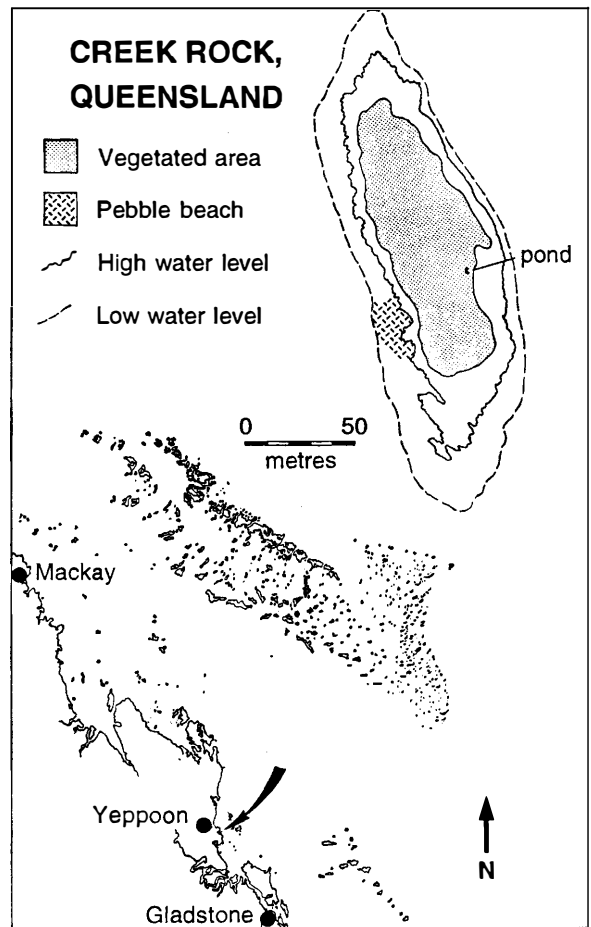 CREEK ROCK,
QUEENSLAND
Vegetated area
Pebble beach
High water level
Low water level
pond
0 50
metres
Mackay
Yeppoon
Gladstone
N